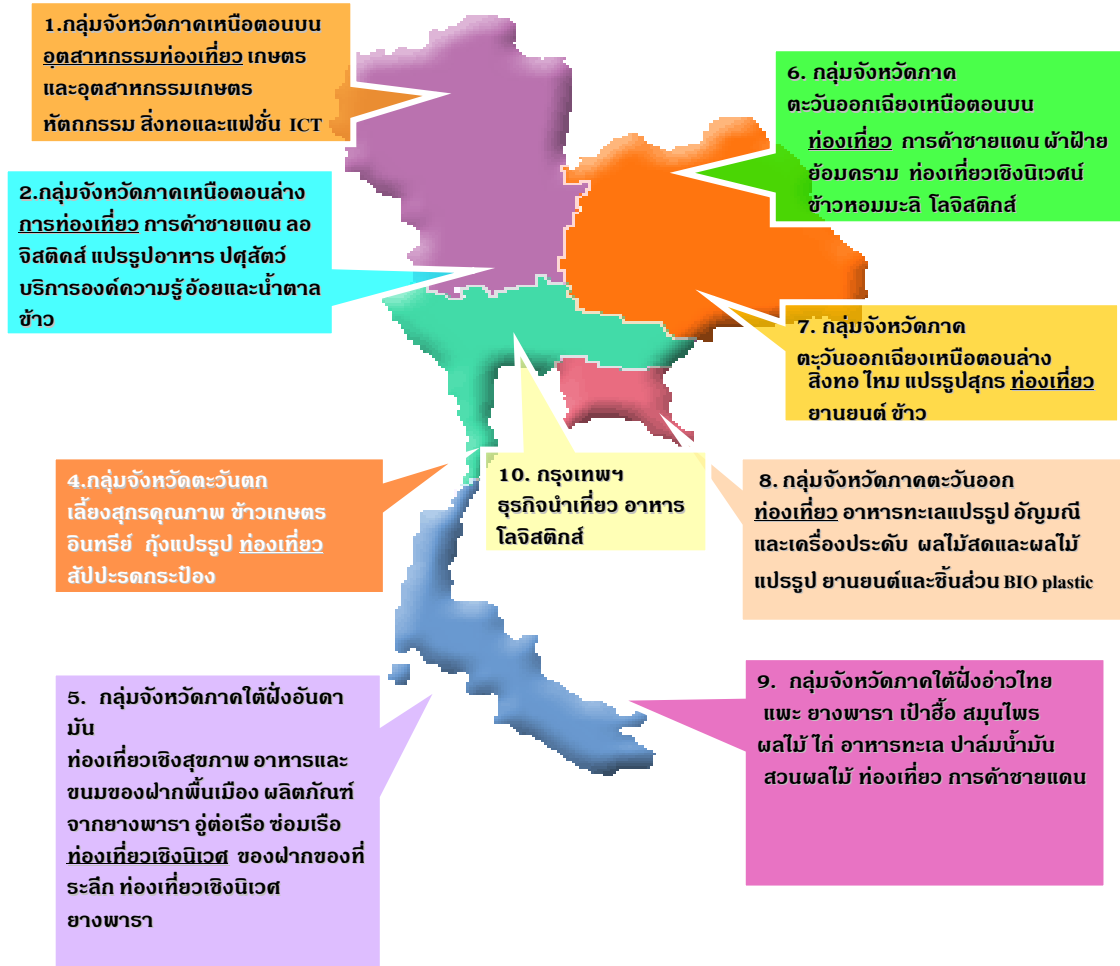 1.กลุ่มจังหวัดภาคเหนือตอนบน
อุตสาหกรรมท่องเที่ยว เกษตร
และอุตสาหกรรมเกษตร
หัตถกรรม สิ่งทอและแฟชั่น ICT
2.กลุ่มจังหวัดภาคเหนือตอนล่าง
การท่องเที่ยว การค้าชายแดน ลอ
จิสติคส์ แปรรูปอาหาร ปศุสัตว์
บริการองค์ความรู้ อ้อยและน้ำตาล
ข้าว
4.กลุ่มจังหวัดตะวันตก
เลี้ยงสุกรคุณภาพ ข้าวเกษตร
อินทรีย์ กุ้งแปรรูป ท่องเที่ยว
สัปปะรดกระป๋อง
5. กลุ่มจังหวัดภาคใต้ฝั่งอันดา
มัน
ท่องเที่ยวเชิงสุขภาพ อาหารและ
ขนมของฝากพื้นเมือง ผลิตภัณฑ์
จากยางพารา อู่ต่อเรือ ซ่อมเรือ
ท่องเที่ยวเชิงนิเวศ ของฝากของที่
ระลึก ท่องเที่ยวเชิงนิเวศ
ยางพารา
6. กลุ่มจังหวัดภาค
ตะวันออกเฉียงเหนือตอนบน
ท่องเที่ยว การค้าชายแดน ผ้าฝ้าย
ย้อมคราม ท่องเที่ยวเชิงนิเวศน์
ข้าวหอมมะลิ โลจิสติกส์
7. กลุ่มจังหวัดภาค
ตะวันออกเฉียงเหนือตอนล่าง
สิ่งทอ ไหม แปรรูปสุกร ท่องเที่ยว
ยานยนต์ ข้าว
8. กลุ่มจังหวัดภาคตะวันออก
ท่องเที่ยว อาหารทะเลแปรรูป อัญมณี
และเครื่องประดับ ผลไม้สดและผลไม้
แปรรูป ยานยนต์และชิ้นส่วน BIO plastic
9. กลุ่มจังหวัดภาคใต้ฝั่งอ่าวไทย
แพะ ยางพารา เป๋าฮื้อ สมุนไพร
ผลไม้ ไก่ อาหารทะเล ปาล์มน้ำมัน
สวนผลไม้ ท่องเที่ยว การค้าชายแดน
10. กรุงเทพฯ
ธุรกิจนำเที่ยว อาหาร
โลจิสติกส์